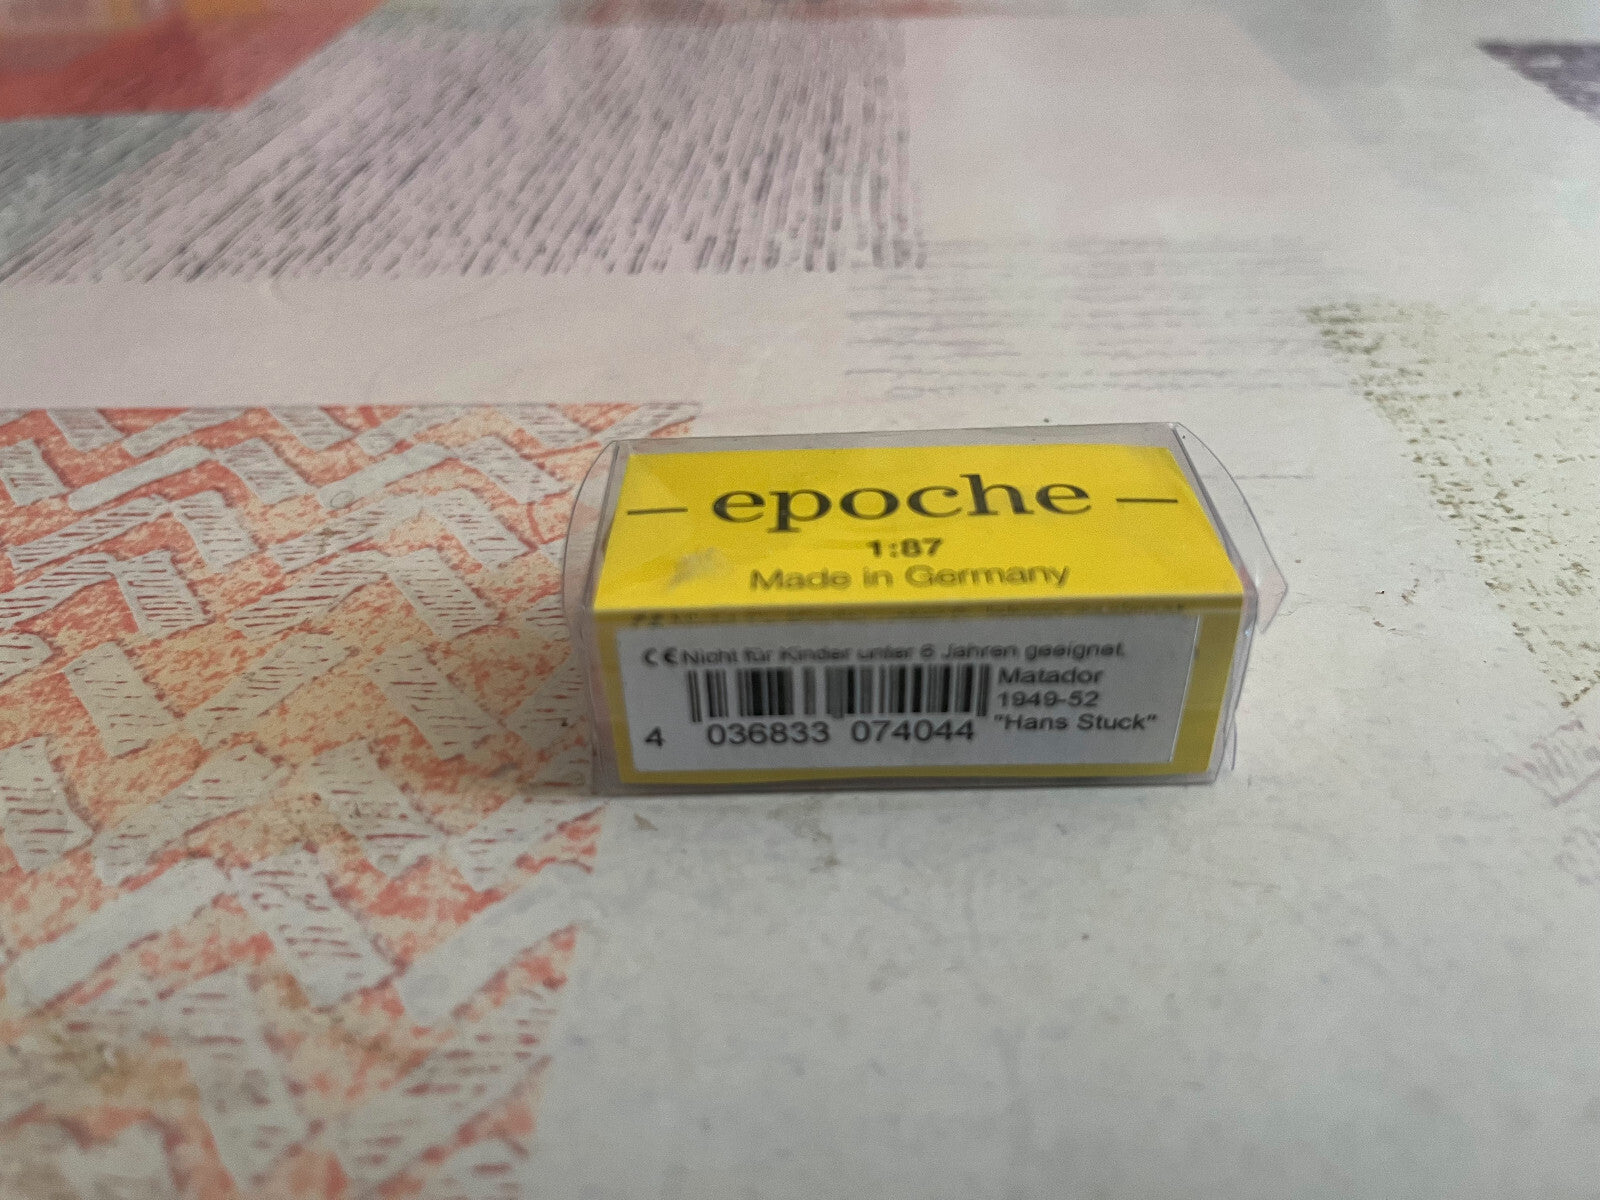 – epoche –
1:87
Made in Germany
CE Nicht für Kinder unter 6 Jahren geeignet.
Matador
1949-52
"Hans Stuck"
4 036833 074044